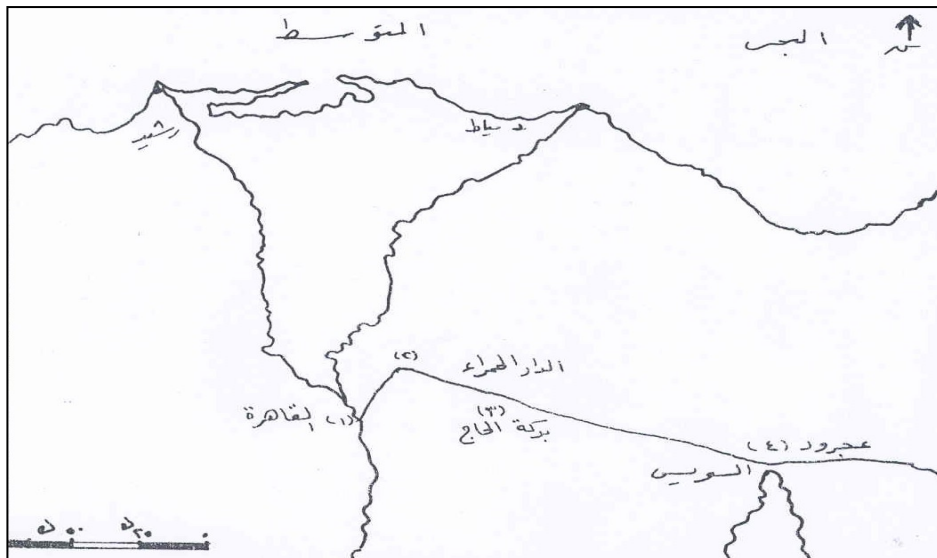 البحر المتوسط
رشيد
دمياط
(٢)
الدار الحمراء
القاهرة (١)
(٣)
بركة الحاج
عجرود (٤)
السويس